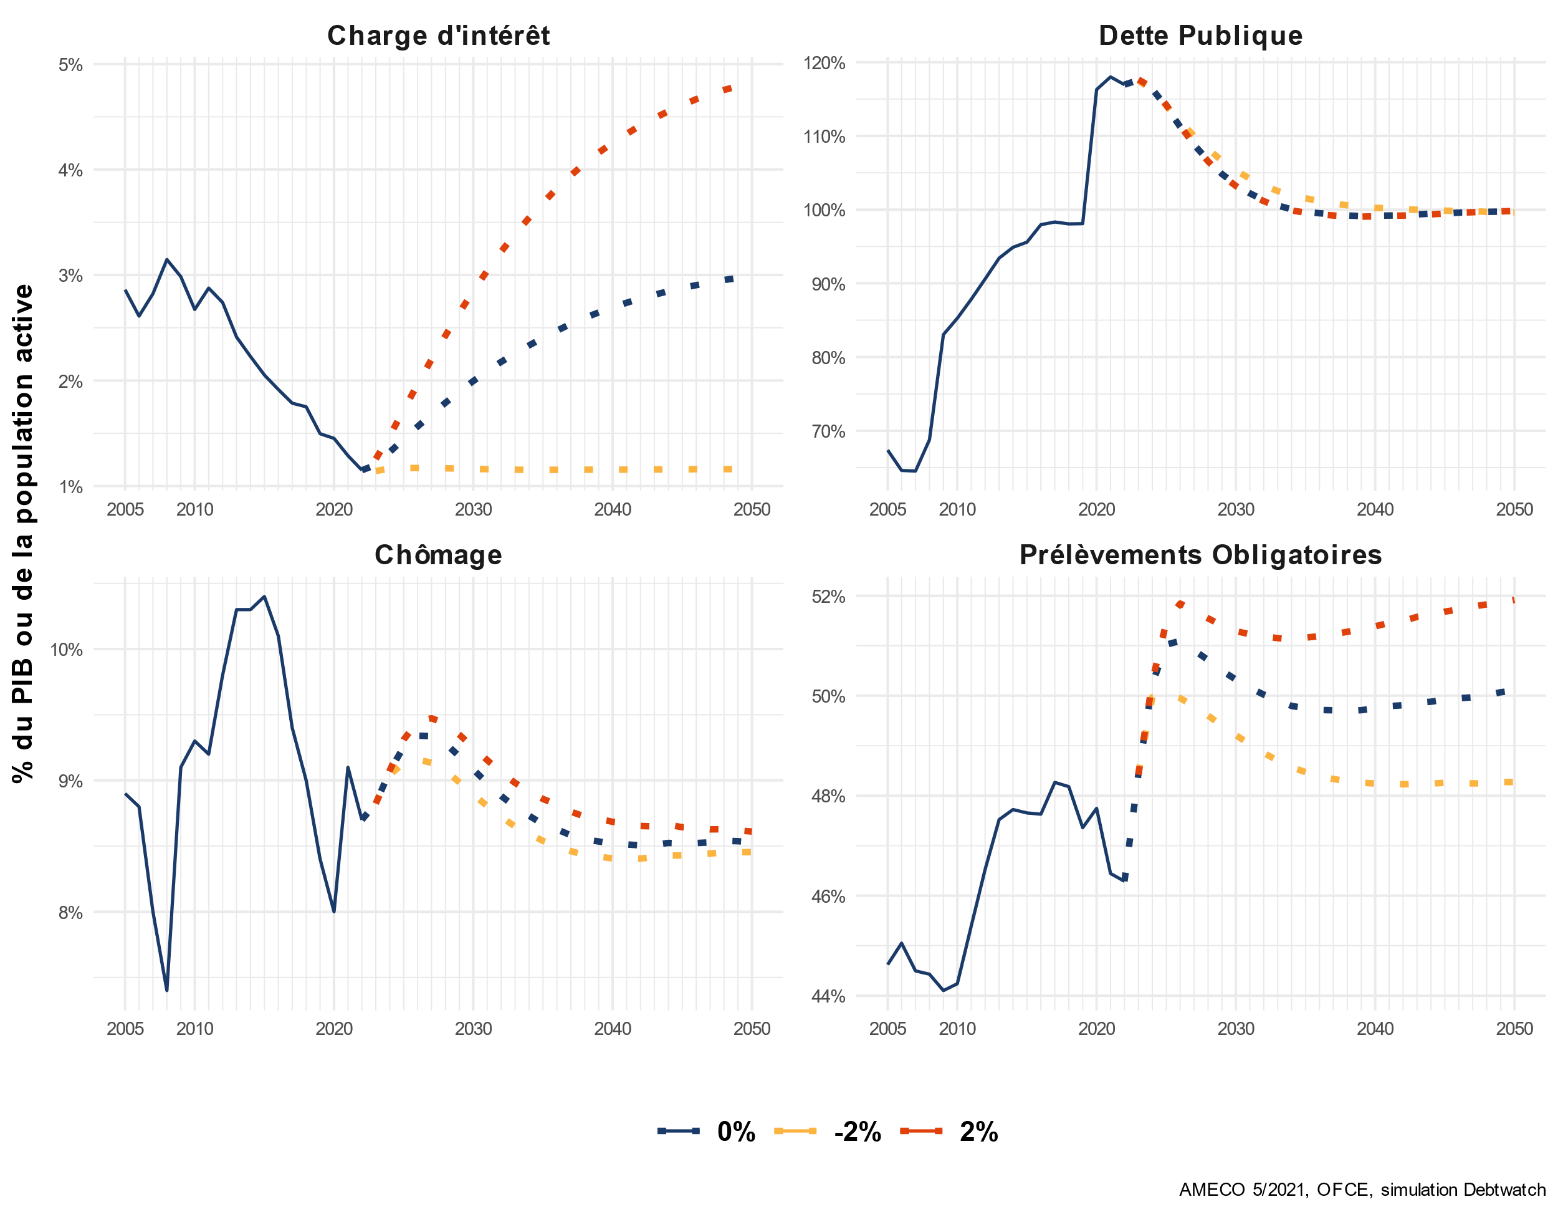 Charge d'intérêt
Dette Publique
% du PIB ou de la population active
5%
4%
3%
2%
1%
2005 2010 2020 2030 2040 2050
120%
110%
100%
90%
80%
70%
2005 2010 2020 2030 2040 2050
Chômage
Prélèvements Obligatoires
10%
9%
8%
2005 2010 2020 2030 2040 2050
52%
50%
48%
46%
44%
2005 2010 2020 2030 2040 2050
0% -2% 2%
AMECO 5/2021, OFCE, simulation Debtwatch